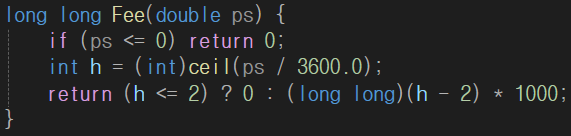 long long Fee(double ps) {
if (ps <= 0) return 0;
int h = (int)ceil(ps / 3600.0);
return (h <= 2) ? 0 : (long long)(h - 2) * 1000;
}